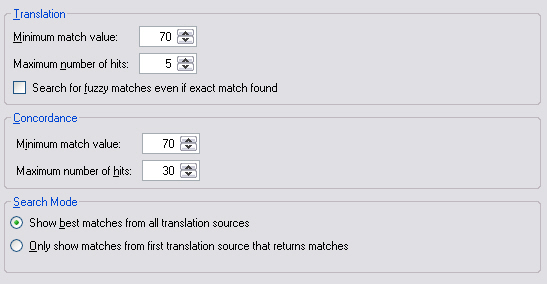 Translation
Minimum match value: 70
Maximum number of hits: 5
Search for fuzzy matches even if exact match found
Concordance
Minimum match value: 70
Maximum number of hits: 30
Search Mode
Show best matches from all translation sources
Only show matches from first translation source that returns matches